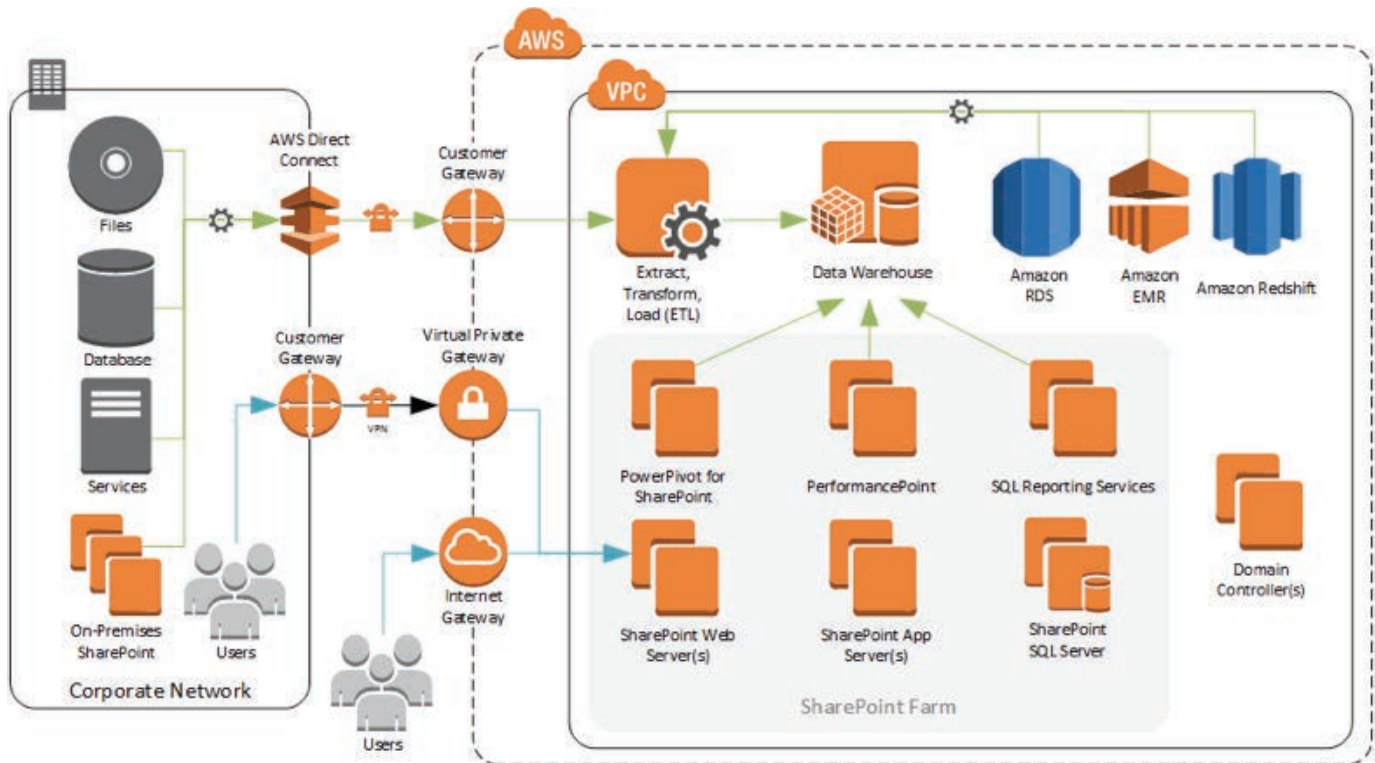 AWS
VPC
AWS Direct
Connect
Customer
Gateway
Files
Extract,
Transform,
Load (ETL)
Data Warehouse
Amazon
RDS
Amazon
EMR
Amazon Redshift
Database
Customer
Gateway
Virtual Private
Gateway
VPN
Services
PowerPivot for
SharePoint
PerformancePoint
SQL Reporting Services
On-Premises
SharePoint
Users
Internet
Gateway
SharePoint Web
Server(s)
SharePoint App
Server(s)
SharePoint
SQL Server
Domain
Controller(s)
Corporate Network
Users
SharePoint Farm